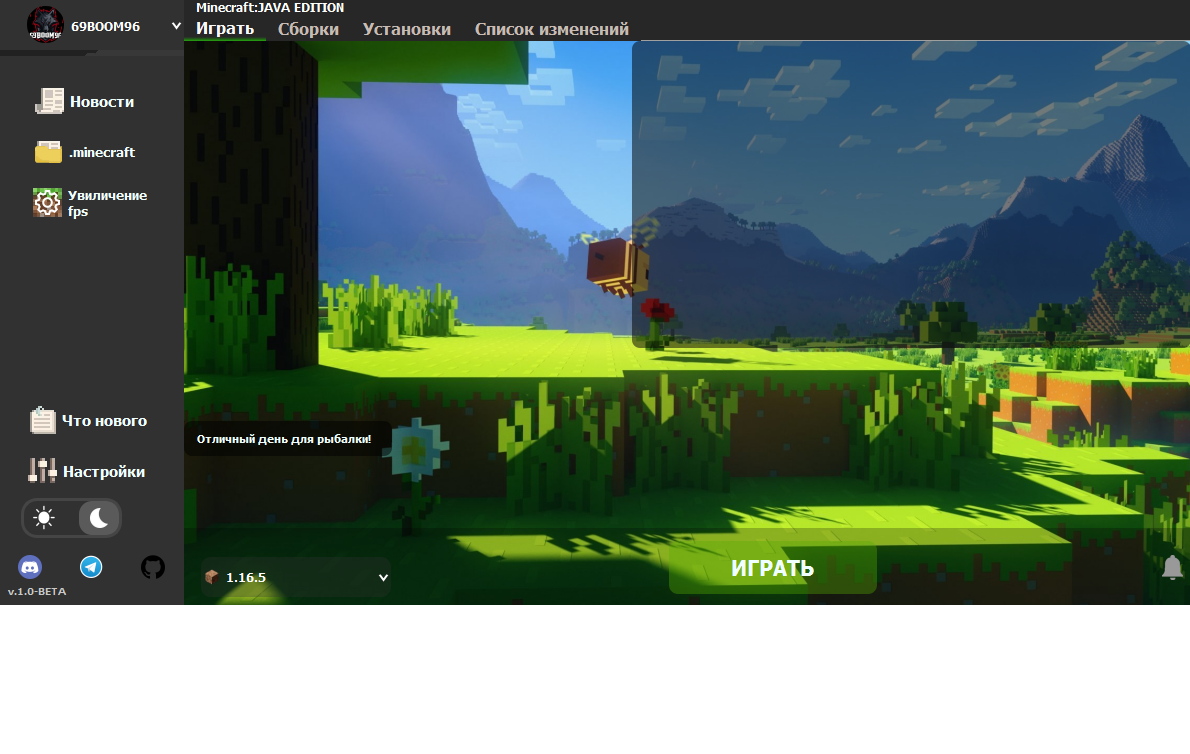 Minecraft:JAVA EDITION
69BOOM96
Играть Сборки Установки Список изменений
Новости
.minecraft
Увиличение
fps
Что нового
Отличный день для рыбалки!
Настройки
1.16.5
ИГРАТЬ
v.1.0-BETA